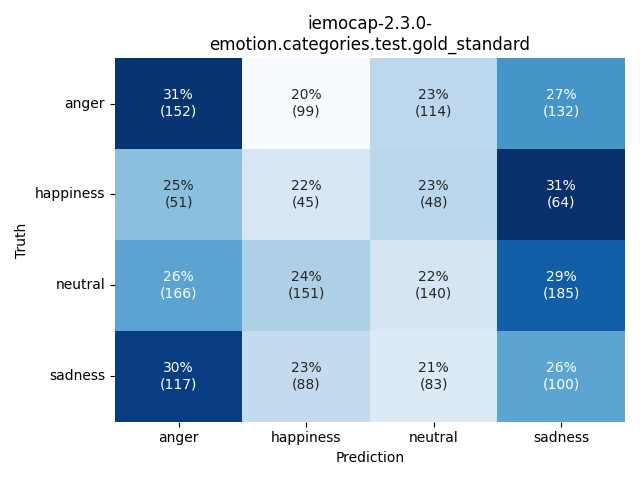 iemocap-2.3.0-
emotion.categories.test.gold_standard
Truth
anger
31% 20% 23% 27%
(152) (99) (114) (132)
happiness
25% 22% 23% 31%
(51) (45) (48) (64)
neutral
26% 24% 22% 29%
(166) (151) (140) (185)
sadness
30% 23% 21% 26%
(117) (88) (83) (100)
anger happiness neutral sadness
Prediction